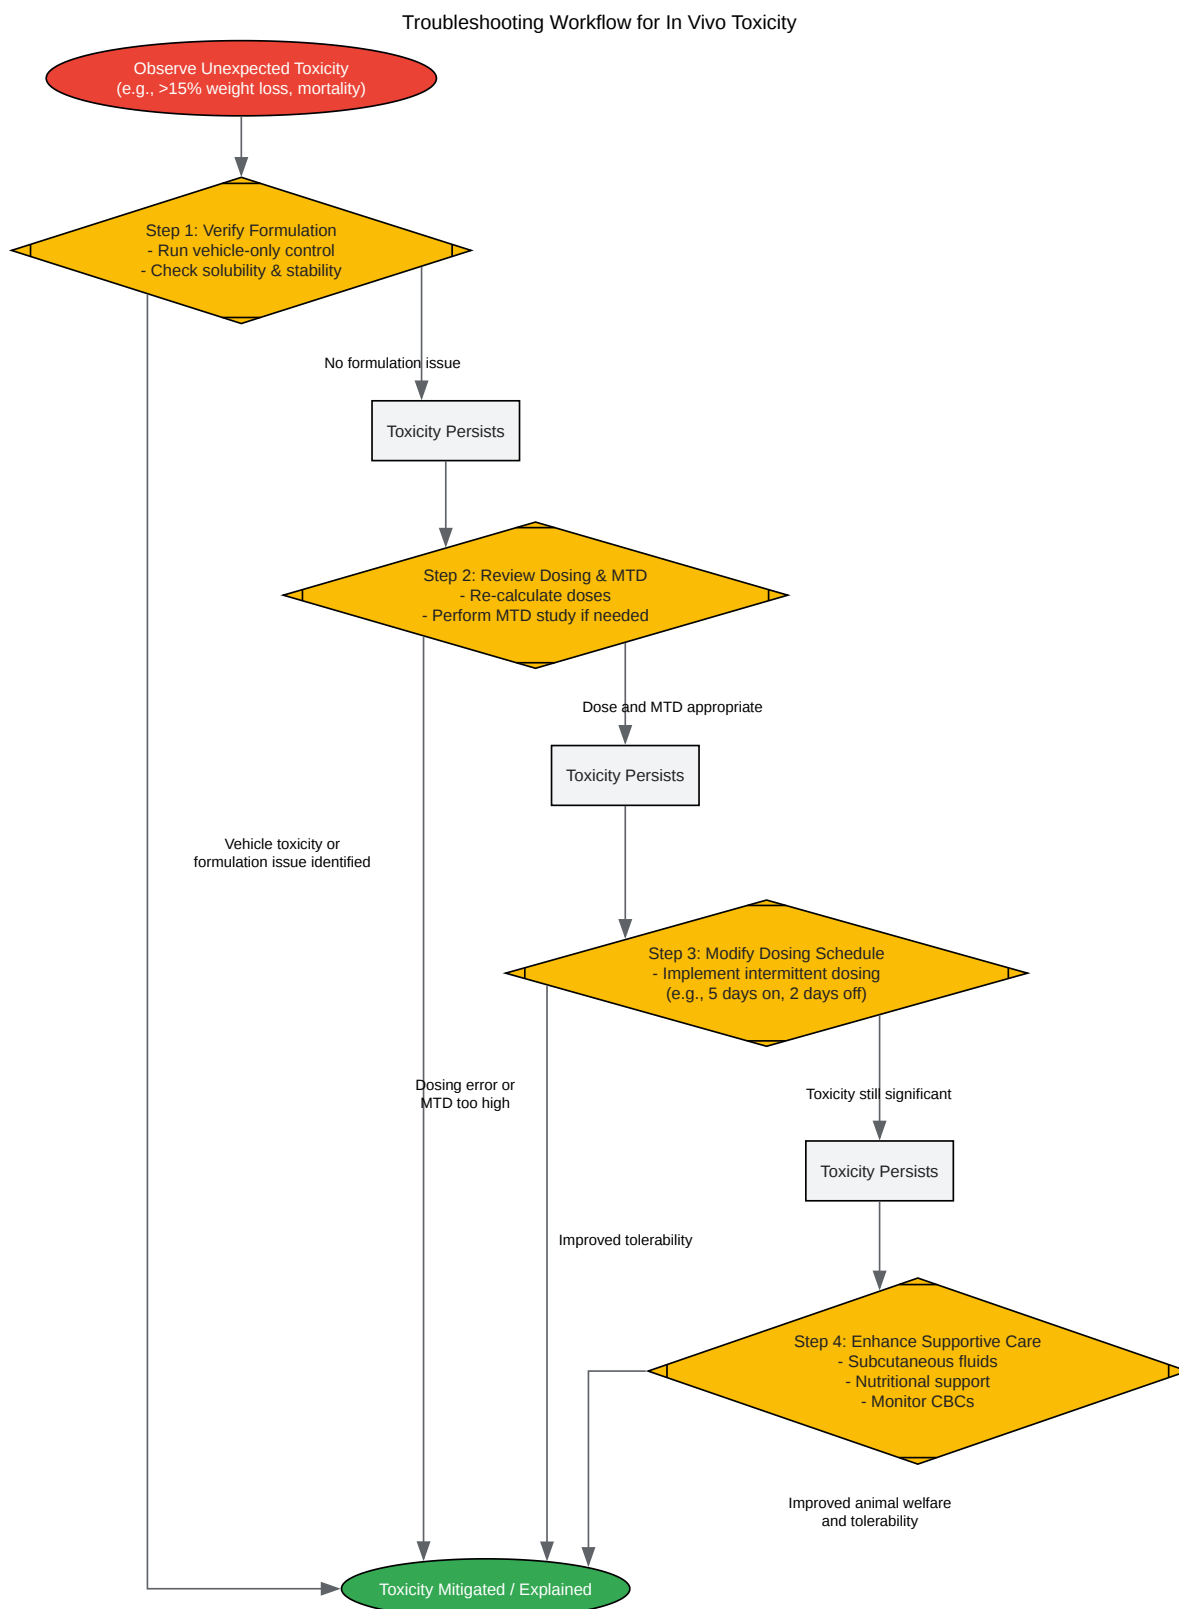 Troubleshooting Workflow for In Vivo Toxicity
Observe Unexpected Toxicity
(e.g., >15% weight loss, mortality)
Step 1: Verify Formulation
- Run vehicle-only control
- Check solubility & stability
No formulation issue
Toxicity Persists
Step 2: Review Dosing & MTD
- Re-calculate doses
- Perform MTD study if needed
Dose and MTD appropriate
Toxicity Persists
Vehicle toxicity or
formulation issue identified
Step 3: Modify Dosing Schedule
- Implement intermittent dosing
(e.g., 5 days on, 2 days off)
Dosing error or
MTD too high
Toxicity still significant
Toxicity Persists
Improved tolerability
Step 4: Enhance Supportive Care
- Subcutaneous fluids
- Nutritional support
- Monitor CBCs
Improved animal welfare
and tolerability
Toxicity Mitigated / Explained